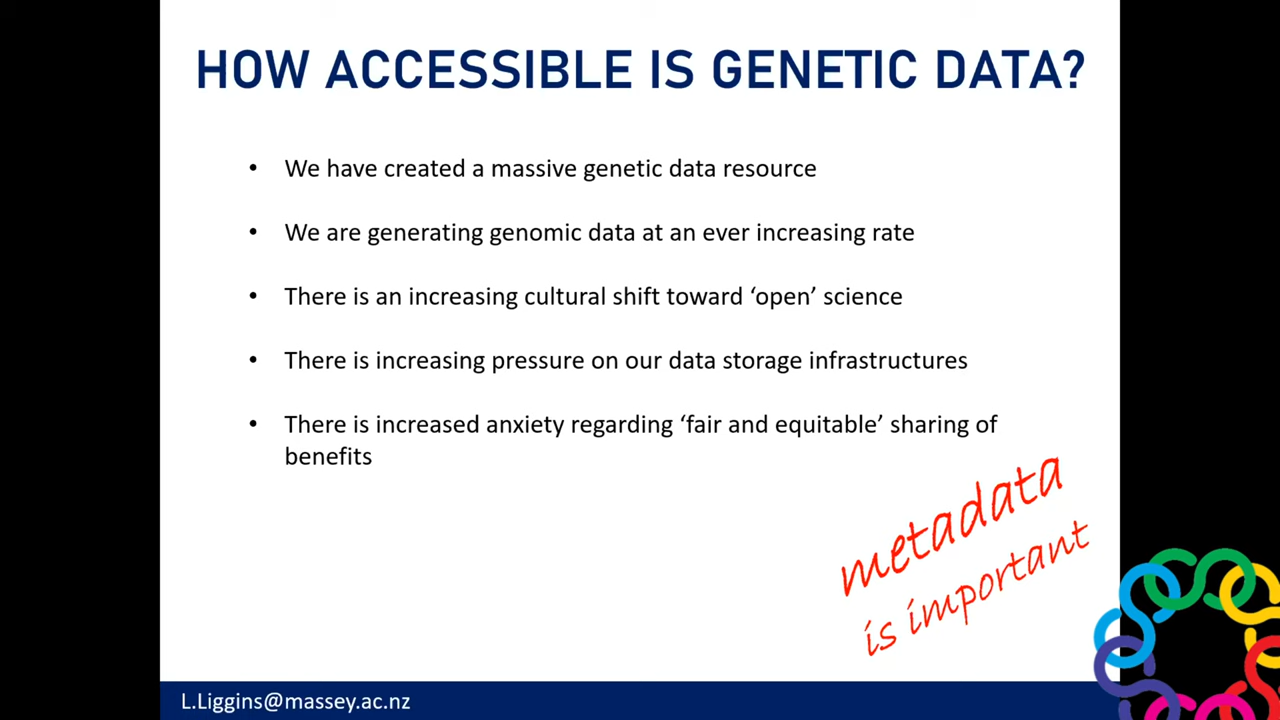 HOW ACCESSIBLE IS GENETIC DATA?
• We have created a massive genetic data resource
• We are generating genomic data at an ever increasing rate
• There is an increasing cultural shift toward ‘open’ science
• There is increasing pressure on our data storage infrastructures
• There is increased anxiety regarding ‘fair and equitable’ sharing of
benefits
metadata
is important
L.Liggins@massey.ac.nz